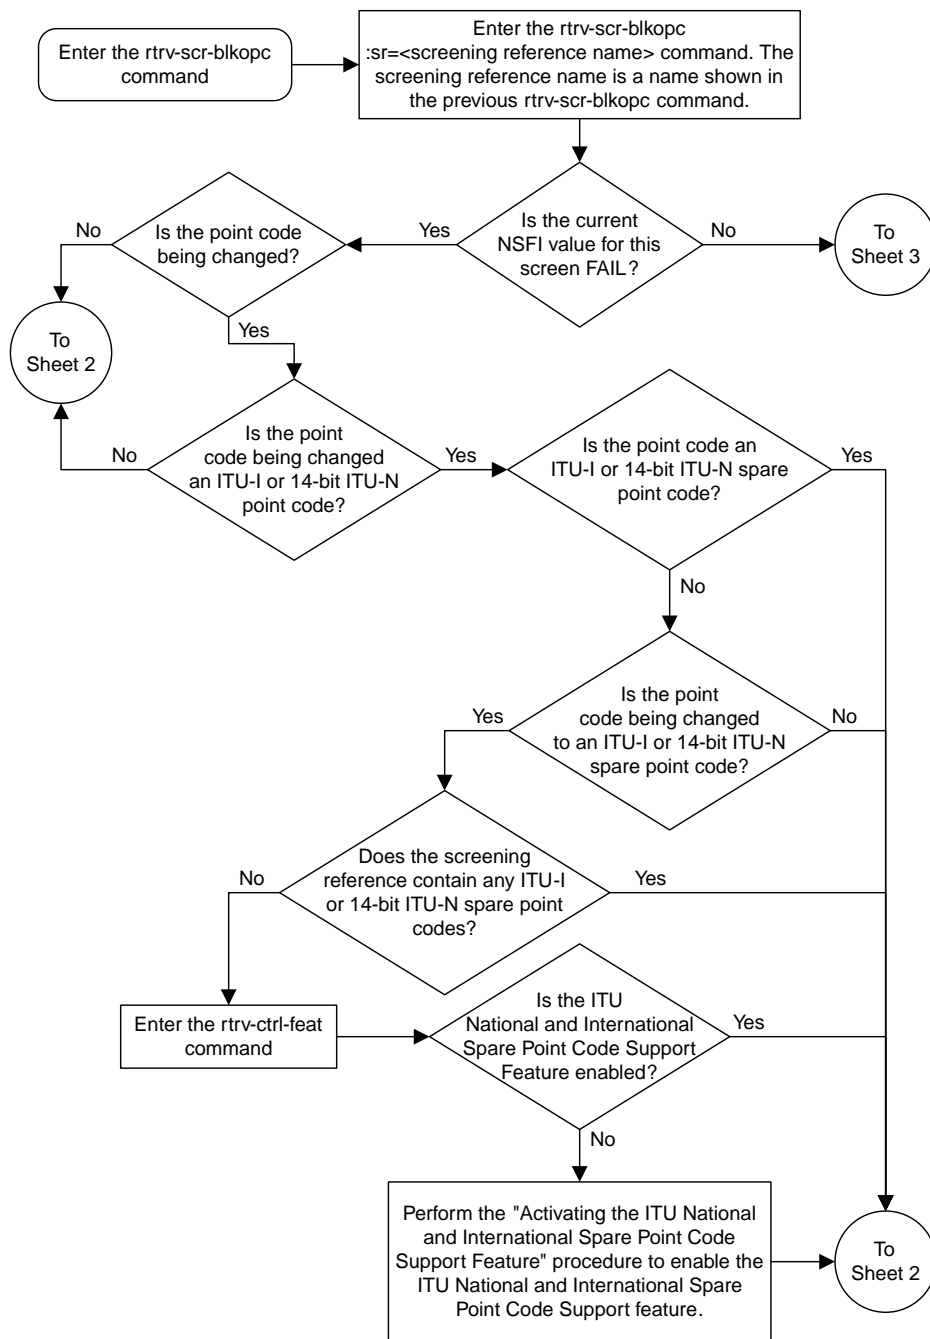 Enter the rtrv-scr-blkopc
command
Enter the rtrv-scr-blkopc
:sr=<screening reference name> command. The
screening reference name is a name shown in
the previous rtrv-scr-blkopc command.
Is the current
NSFI value for this
screen FAIL?
Yes
No
To
Sheet 3
Is the point code
being changed?
No
Yes
To
Sheet 2
Is the point
code being changed
an ITU-I or 14-bit ITU-N
point code?
No
Yes
Is the point code an
ITU-I or 14-bit ITU-N spare
point code?
Yes
No
Is the point
code being changed
to an ITU-I or 14-bit ITU-N
spare point code?
Yes
No
Does the screening
reference contain any ITU-I
or 14-bit ITU-N spare point
codes?
No
Yes
Enter the rtrv-ctrl-feat
command
Is the ITU
National and International
Spare Point Code Support
Feature enabled?
Yes
No
Perform the "Activating the ITU National
and International Spare Point Code
Support Feature" procedure to enable the
ITU National and International Spare
Point Code Support feature.
To
Sheet 2